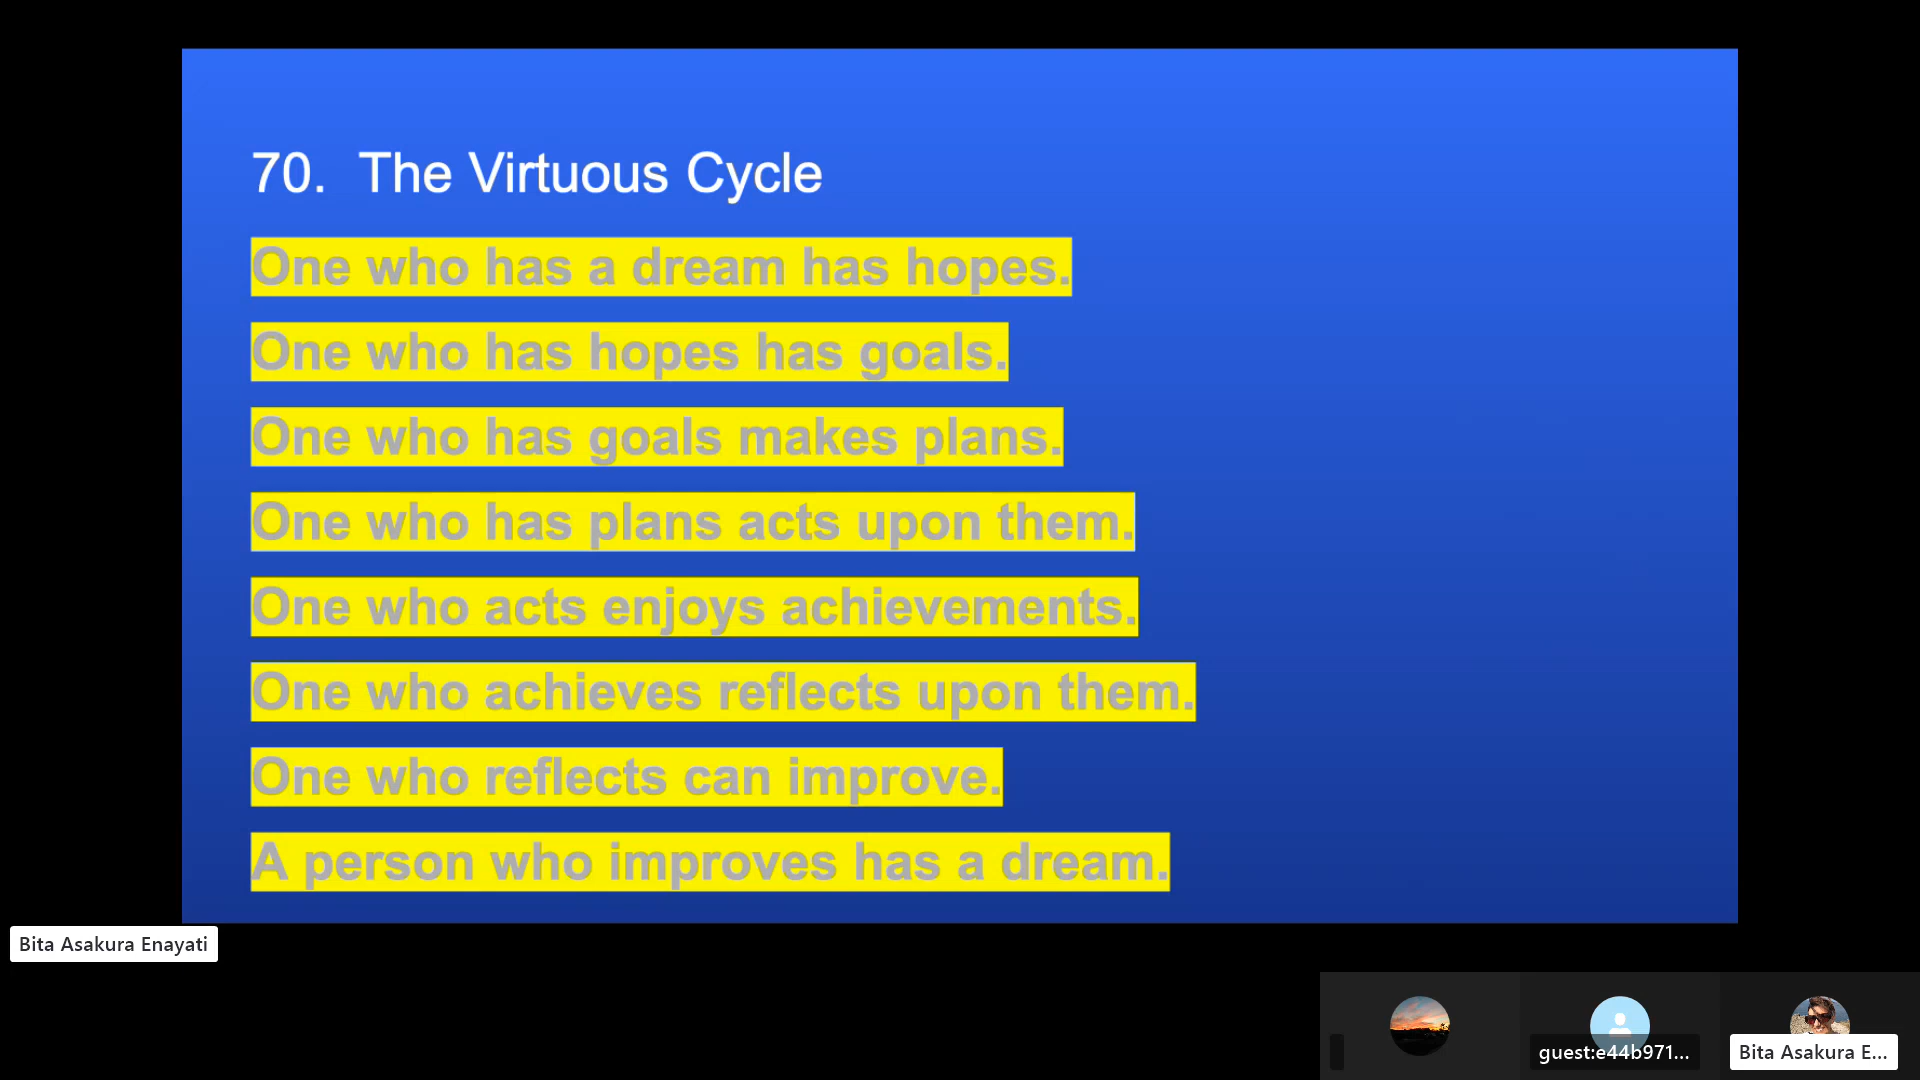 70. The Virtuous Cycle
One who has a dream has hopes.
One who has hopes has goals.
One who has goals makes plans.
One who has plans acts upon them.
One who acts enjoys achievements.
One who achieves reflects upon them.
One who reflects can improve.
A person who improves has a dream.
Bita Asakura Enayati
guest:e44b971...
Bita Asakura E...